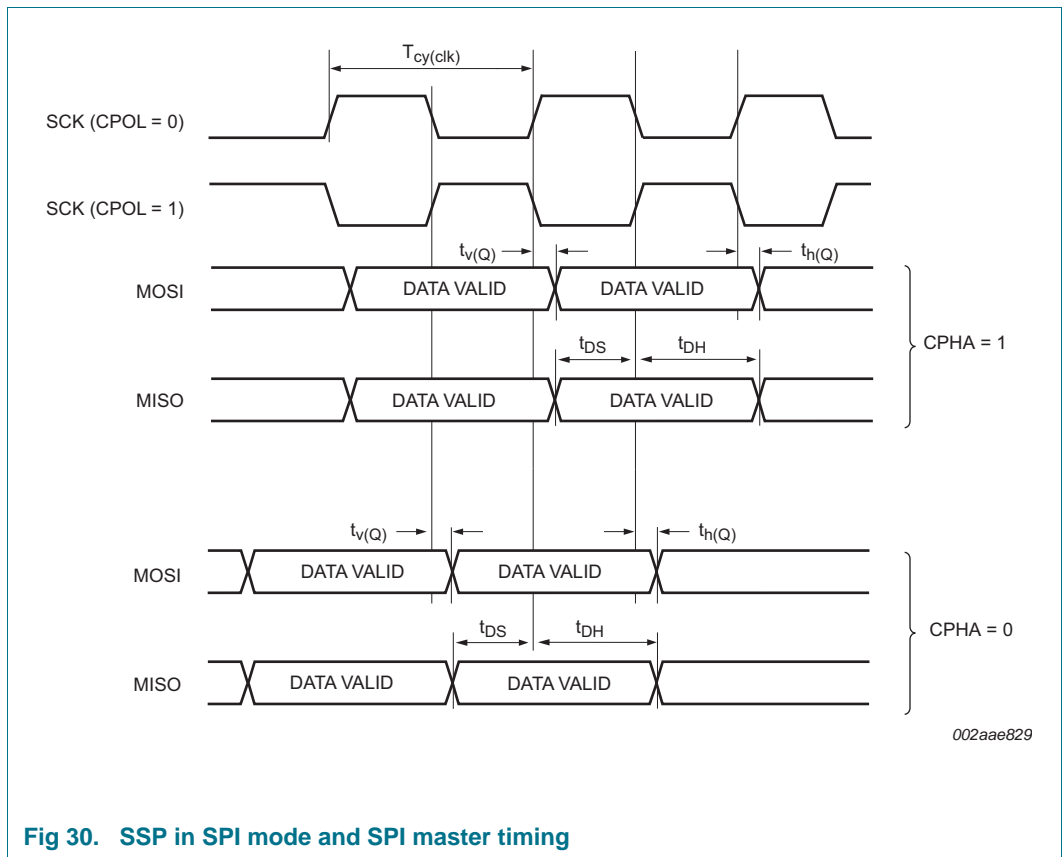 Tcy(clk)
SCK (CPOL = 0)
SCK (CPOL = 1)
tv(Q) th(Q)
MOSI DATA VALID DATA VALID
CPHA = 1
tDS tDH
MISO DATA VALID DATA VALID
tv(Q) th(Q)
MOSI DATA VALID DATA VALID
CPHA = 0
tDS tDH
MISO DATA VALID DATA VALID
002aae829
Fig 30. SSP in SPI mode and SPI master timing